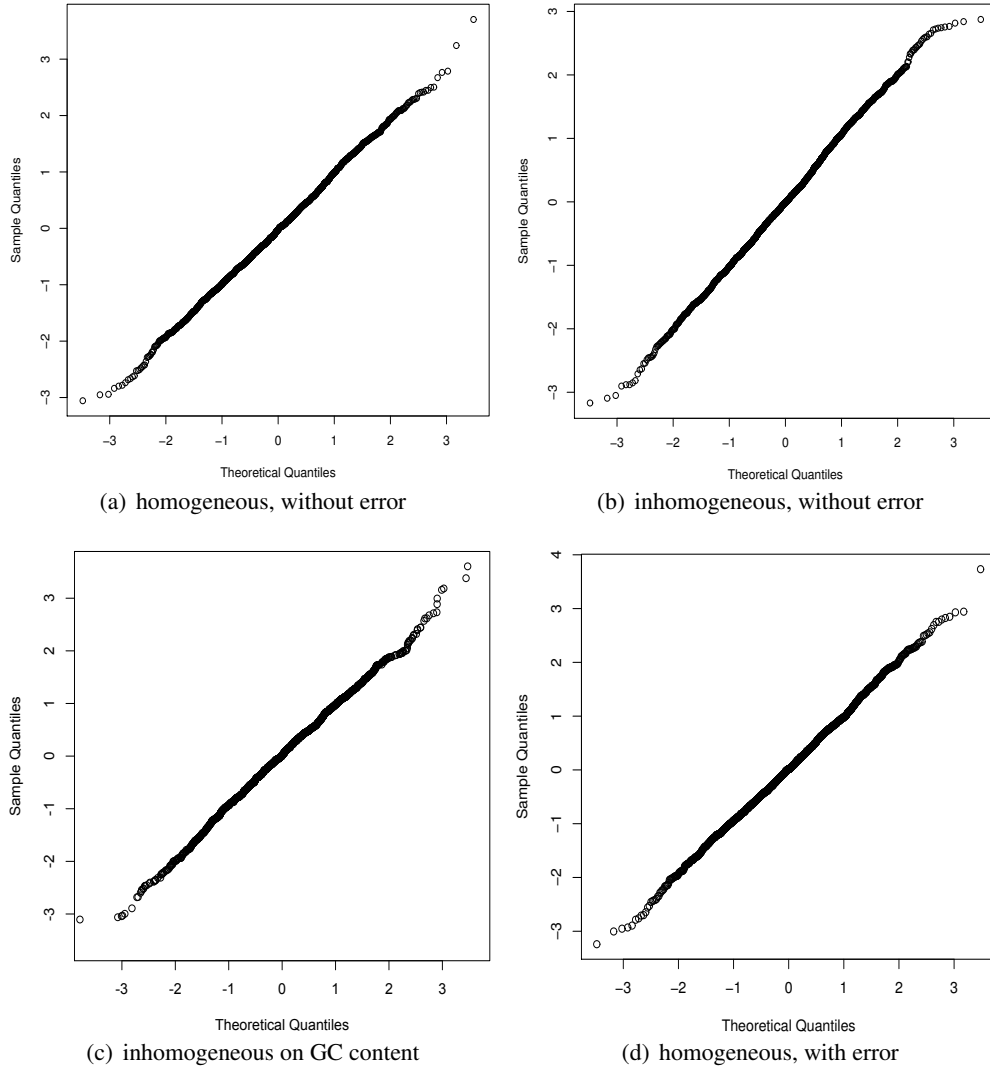 3
2
1
0
−1
−2
−3
Sample Quantiles
−3 −2 −1 0 1 2 3
Theoretical Quantiles
(a) homogeneous, without error
3
2
1
0
−1
−2
−3
Sample Quantiles
−3 −2 −1 0 1 2 3
Theoretical Quantiles
(b) inhomogeneous, without error
3
2
1
0
-1
-2
-3
Sample Quantiles
-3 -2 -1 0 1 2 3
Theoretical Quantiles
(c) inhomogeneous on GC content
4
3
2
1
0
−1
−2
−3
Sample Quantiles
−3 −2 −1 0 1 2 3
Theoretical Quantiles
(d) homogeneous, with error